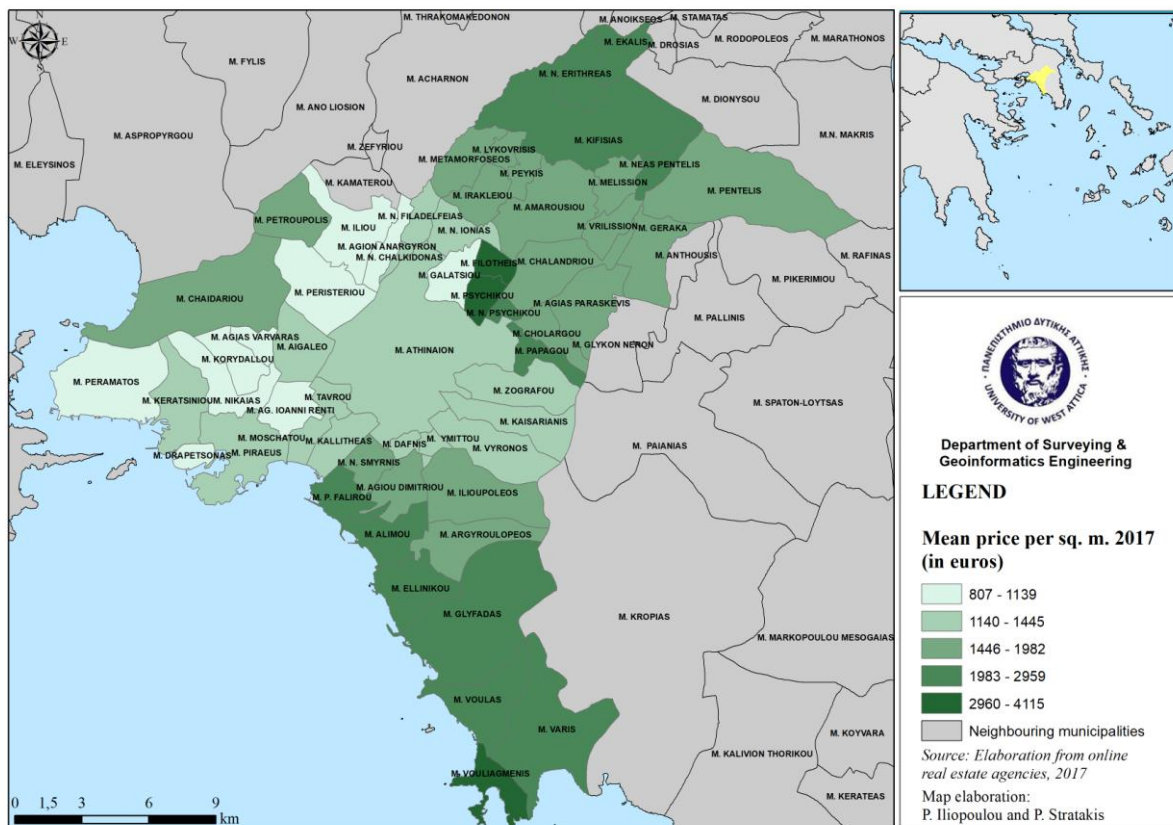 N
W E
S
M. THRAKOMAKEDONON
M. ANOIKSEOS
M. STAMATAS
M. EKALIS
M. DROSIAS
M. RODOPOLEOS
M. MARATHONOS
M. FYLIS
M. ACHARNON
M. N. ERITHREAS
M. ANO LIOSION
M. DIONYSOU
M. ASPROPYRGOU
M.N. MAKRIS
M. ELEYSINOS
M. ZEFYRIOU
M. KIFISIAS
M. LYKOVRISIS
M. METAMORFOSEOS
M. NEAS PENTELIS
M. PEYKIS
M. KAMATEROU
M. MELISSION
M. PENTELIS
M. IRAKLEIOU
M. AMAROUSIOU
M. PETROUPOLIS
M. N. FILADELFEIAS
M. ILIOU
M. VRILISSION
M. GERAKA
M. N. IONIAS
M. AGION ANARGYRON
M. ANTHOUSIS
M. RAFINAS
M. N. CHALKIDONAS
M. FILOTHEIS
M. CHALANDRIOU
M. GALATSIOU
M. PIKERIMIOU
M. PERISTERIOU
M. CHAIDARIOU
M. PSYCHIKOU
M. AGIAS PARASKEVIS
M. N. PSYCHIKOU
M. PALLINIS
M. CHOLARGOU
M. AGIAS VARVARAS
M. AIGALEO
M. ATHINAION
M. PAPAGOU
M. GLYKON NERON
M. KORYDALLOU
M. PERAMATOS
M. ZOGRAFOU
M. SPATON-LOYTSAS
M. KERATSINIOU
M. NIKAIAS
M. TAVROU
M. AG. IOANNI RENTI
M. KAISARIANIS
M. MOSCHATOU
M. KALLITHEAS
M. DAFNIS
M. YMITTOU
M. VYRONOS
M. PAIANIAS
M. DRAPETSONAS
M. PIRAEUS
M. N. SMYRNIS
M. AGIOU DIMITRIOU
M. ILIOUPOLEOS
M. P. FALIROU
M. ALIMOU
M. ARGYROULOPEOS
M. ELLINIKOU
M. GLYFADAS
M. KROPIAS
M. MARKOPOULOU MESOGAIAS
M. VOULAS
M. VARIS
M. KOYVARA
M. KALIVION THORIKOU
M. VOULIAGMENIS
M. KERATEAS
0 1,5 3 6 9
km
ΠΑΝΕΠΙΣΤΗΜΙΟ ΔΥΤΙΚΗΣ ΑΤΤΙΚΗΣ
UNIVERSITY OF WEST ATTICA
Department of Surveying &
Geoinformatics Engineering
LEGEND
Mean price per sq. m. 2017
(in euros)
807 - 1139
1140 - 1445
1446 - 1982
1983 - 2959
2960 - 4115
Neighbouring municipalities
Source: Elaboration from online
real estate agencies, 2017
Map elaboration:
P. Iliopoulou and P. Stratakis